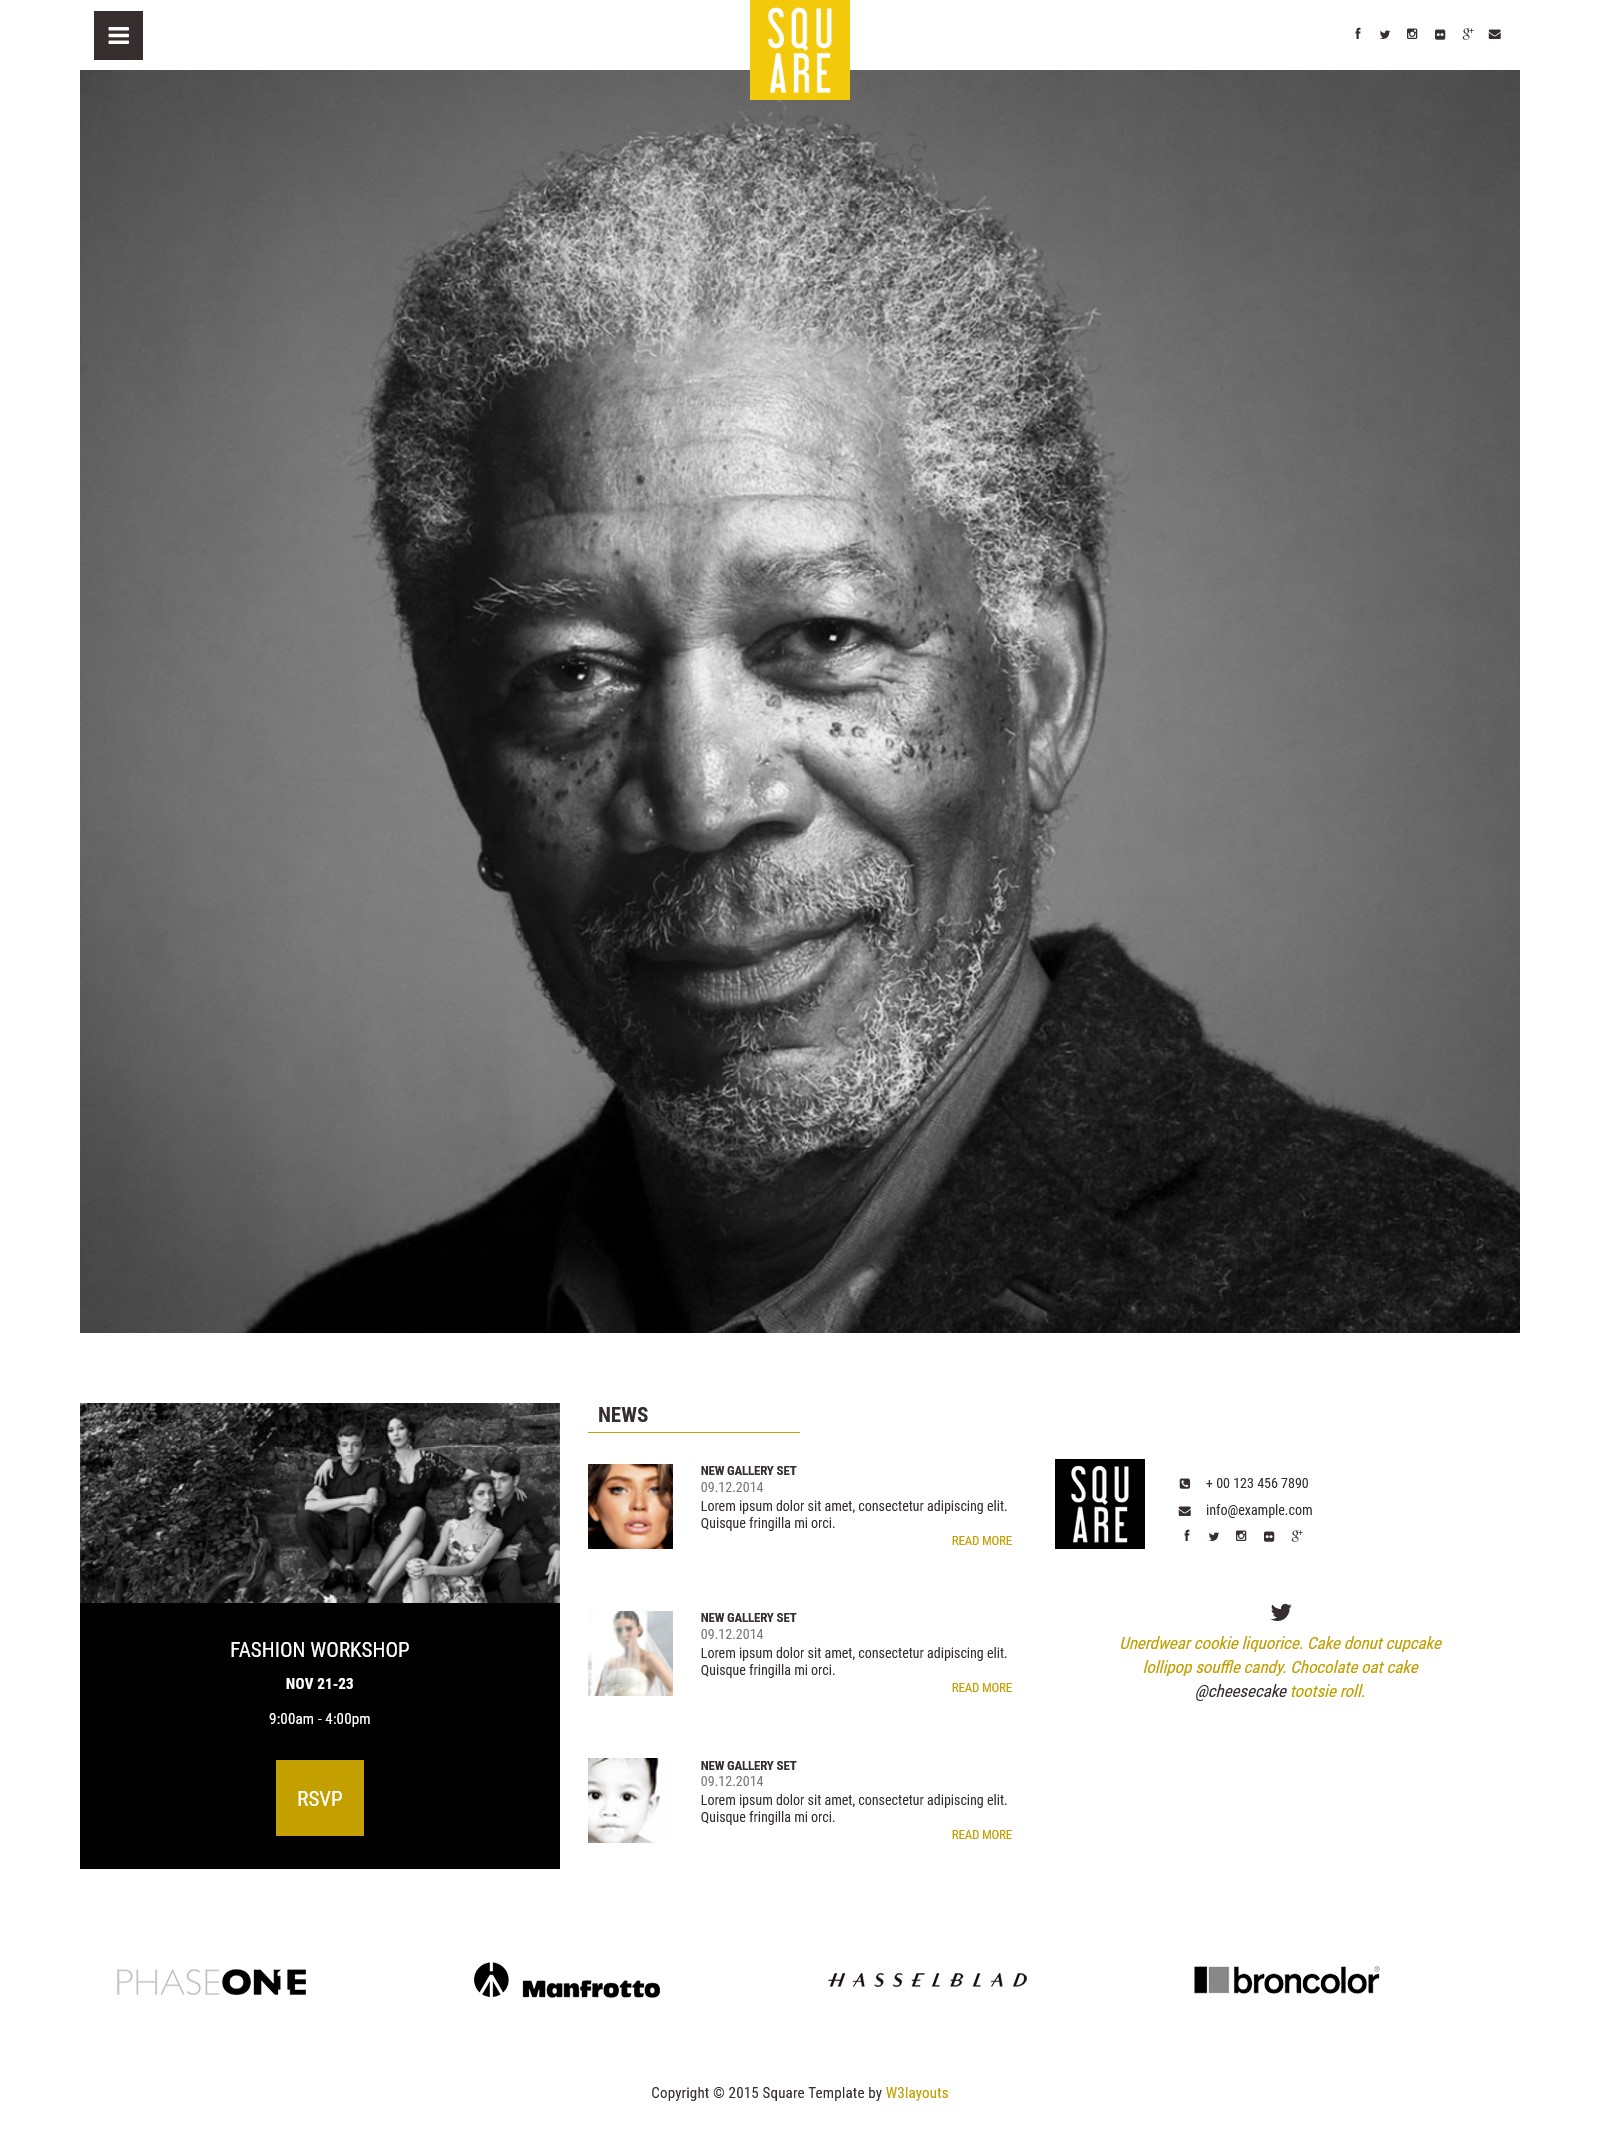 SQU
ARE
FASHION WORKSHOP
NOV 21-23
9:00am - 4:00pm
RSVP
NEWS
NEW GALLERY SET
09.12.2014
Lorem ipsum dolor sit amet, consectetur adipiscing elit.
Quisque fringilla mi orci.
READ MORE
NEW GALLERY SET
09.12.2014
Lorem ipsum dolor sit amet, consectetur adipiscing elit.
Quisque fringilla mi orci.
READ MORE
NEW GALLERY SET
09.12.2014
Lorem ipsum dolor sit amet, consectetur adipiscing elit.
Quisque fringilla mi orci.
READ MORE
SQU
ARE
+ 00 123 456 7890
info@example.com
Unerdwear cookie liquorice. Cake donut cupcake
lollipop souffle candy. Chocolate oat cake
@cheesecake tootsie roll.
PHASEONE
Manfrotto
HASSELBLAD
broncolor®
Copyright © 2015 Square Template by W3layouts